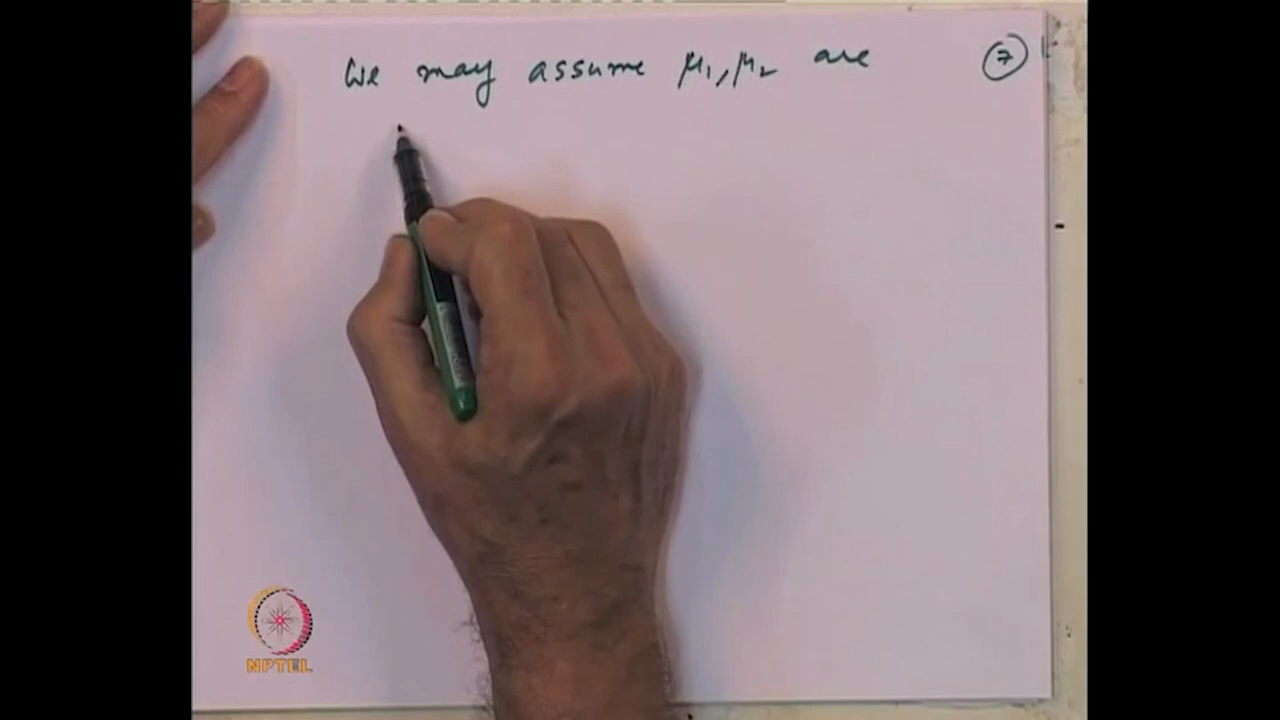 We may assume μ₁, μ₂ are
7
NPTEL